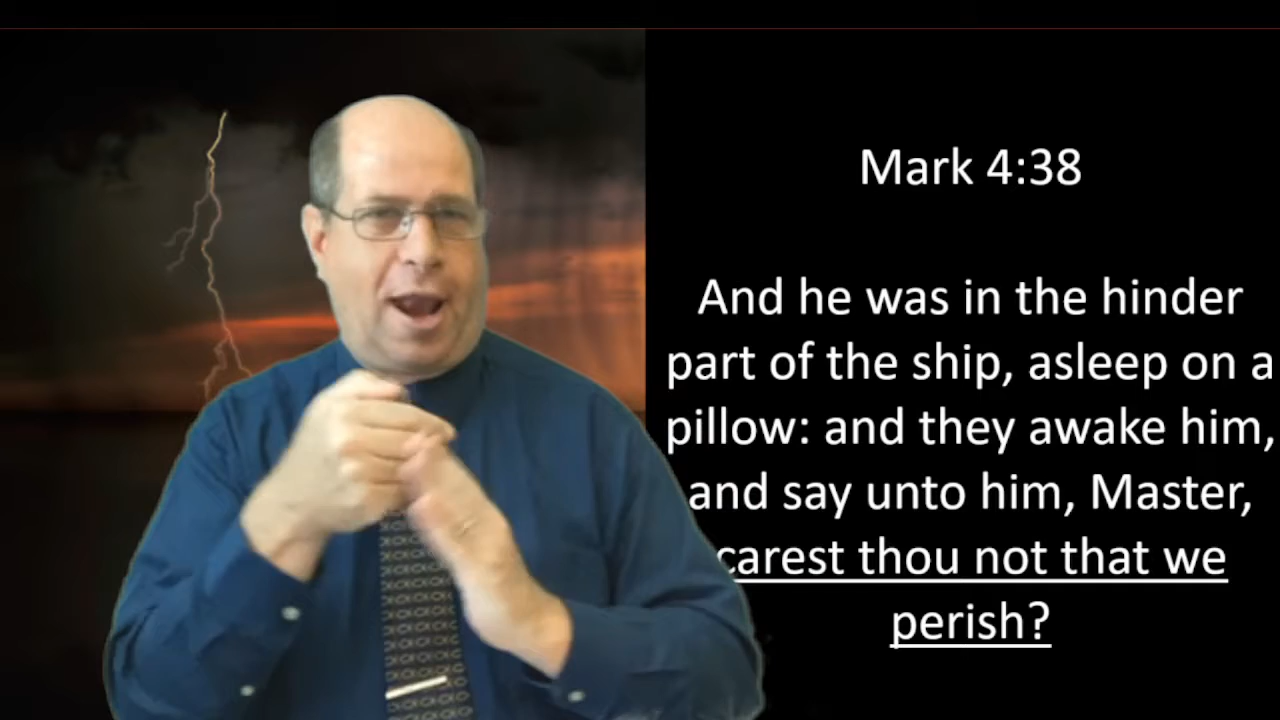 Mark 4:38
And he was in the hinder
part of the ship, asleep on a
pillow: and they awake him,
and say unto him, Master,
carest thou not that we
perish?